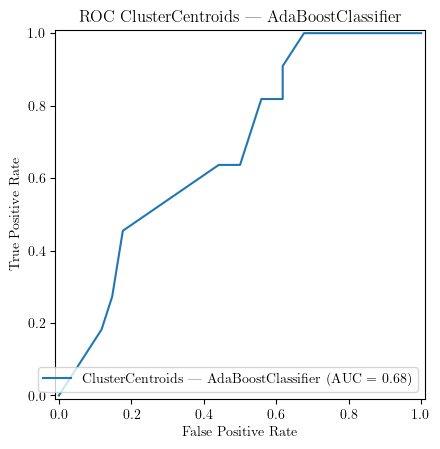 ROC ClusterCentroids — AdaBoostClassifier
True Positive Rate
1.0
0.8
0.6
0.4
0.2
0.0
ClusterCentroids — AdaBoostClassifier (AUC = 0.68)
0.0 0.2 0.4 0.6 0.8 1.0
False Positive Rate